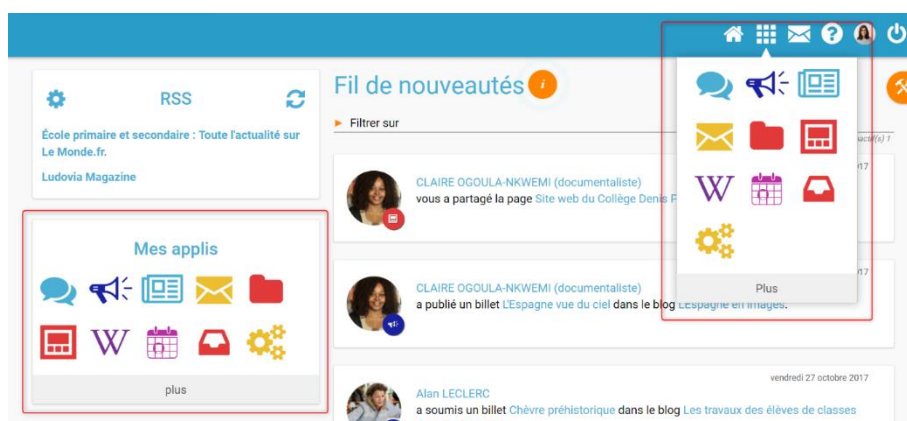 RSS
École primaire et secondaire : Toute l'actualité sur
Le Monde.fr.
Ludovia Magazine
Mes applis
plus
Fil de nouveautés
Filtrer sur
CLAIRE OGOULA-NKWEMI (documentaliste)
vous a partagé la page Site web du Collège Denis
17
CLAIRE OGOULA-NKWEMI (documentaliste)
a publié un billet L'Espagne vue du ciel dans le blog L'Espagne en images.
17
vendredi 27 octobre 2017
Alan LECLERC
a soumis un billet Chèvre préhistorique dans le blog Les travaux des élèves de classes
Plus